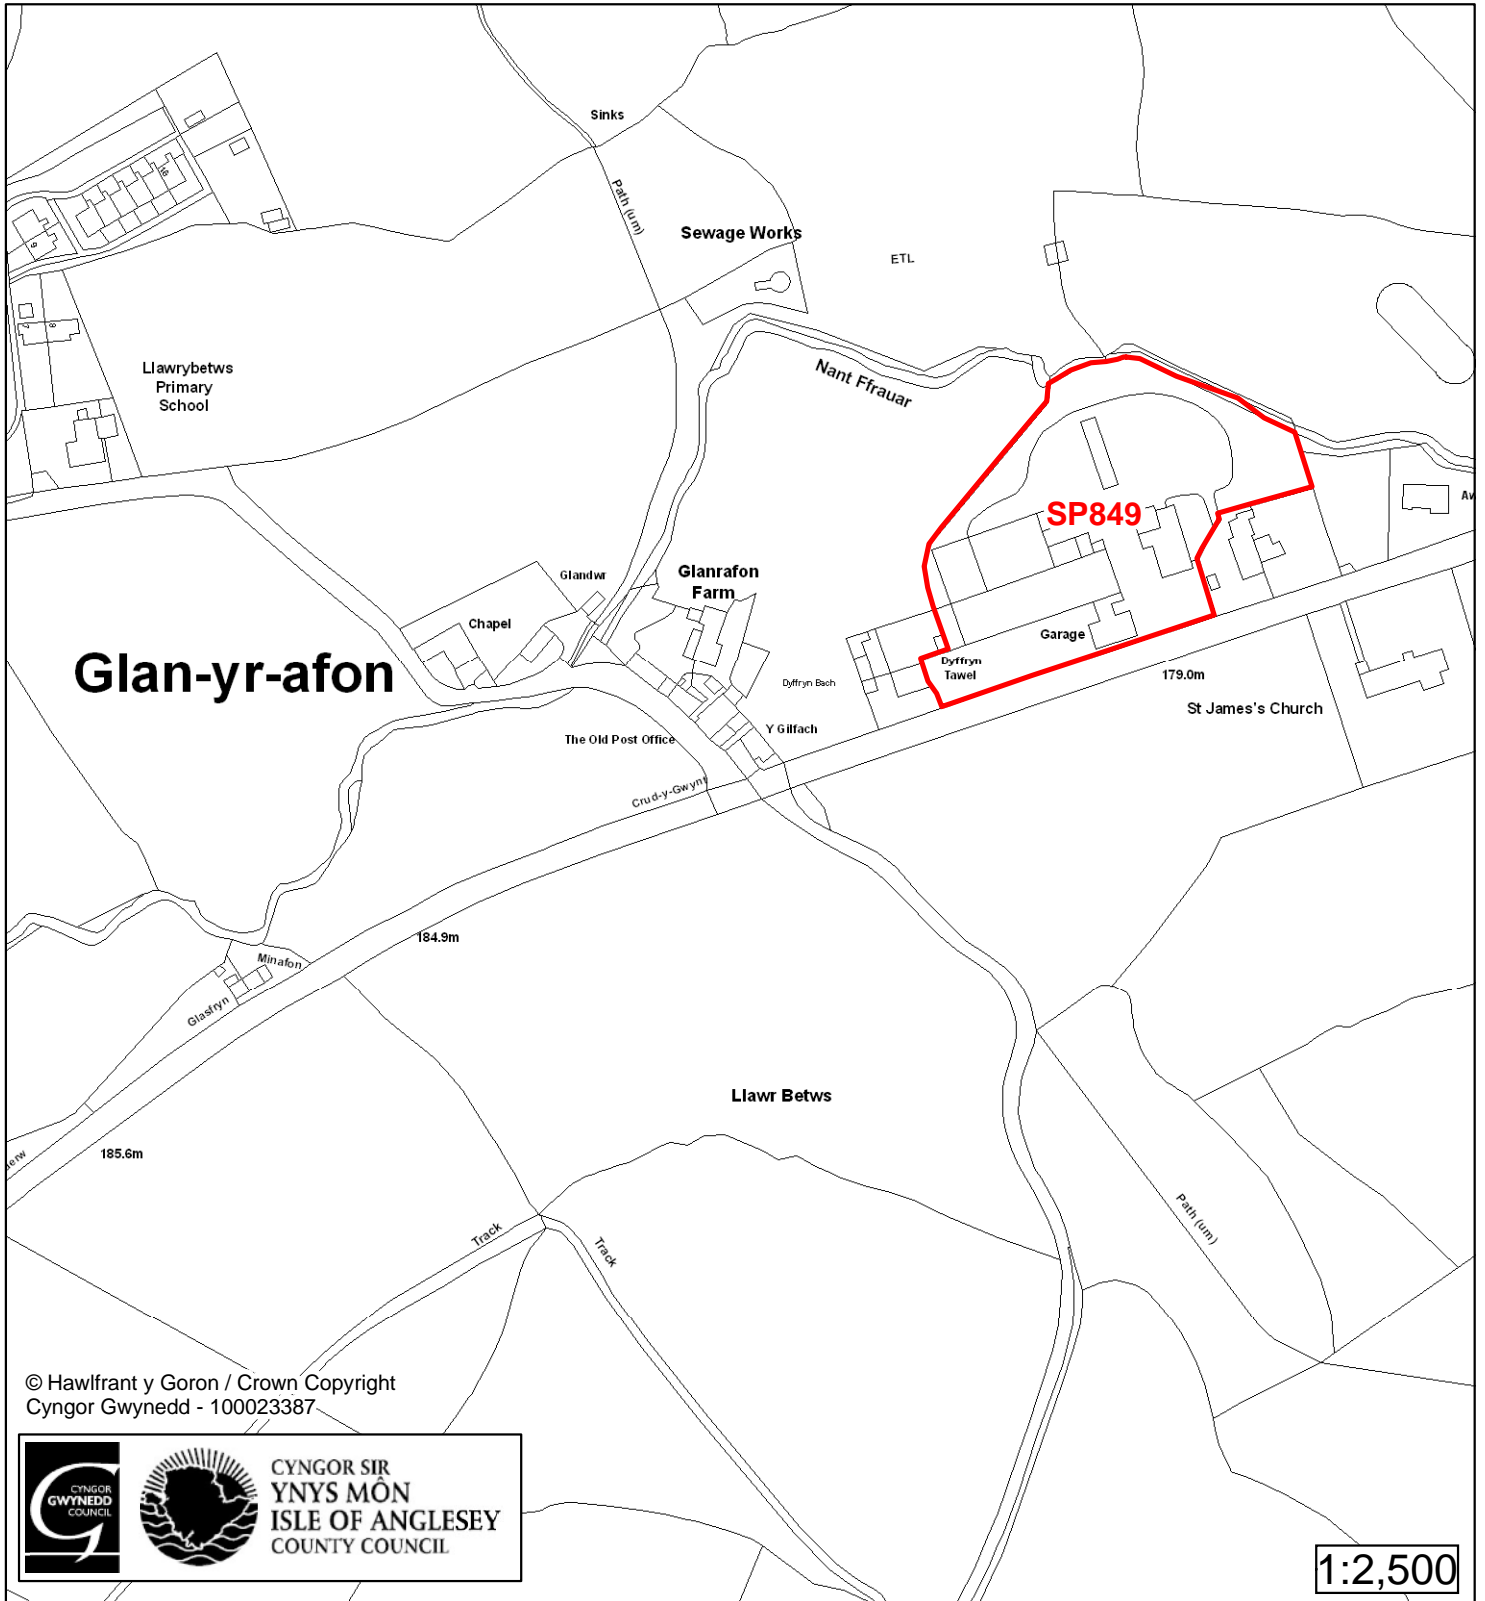 Sinks
16
Path (um)
Sewage Works
ETL
9
8
Llawrybetws
Primary
School
Nant Ffrauar
SP849
Glandwr
Glanrafon
Farm
Chapel
Garage
Glan-yr-afon
Dyffryn
Tawel
179.0m
Dyffryn Bach
St James's Church
Y Gilfach
The Old Post Office
Crud-y-Gwynt
184.9m
Minafon
Glasfryn
Llawr Betws
185.6m
Track
Track
Path (um)
© Hawlfraint y Goron / Crown Copyright
Cyngor Gwynedd - 100023387
CYNGOR
GWYNEDD
COUNCIL
CYNGOR SIR
YNYS MÔN
ISLE OF ANGLESEY
COUNTY COUNCIL
1:2,500